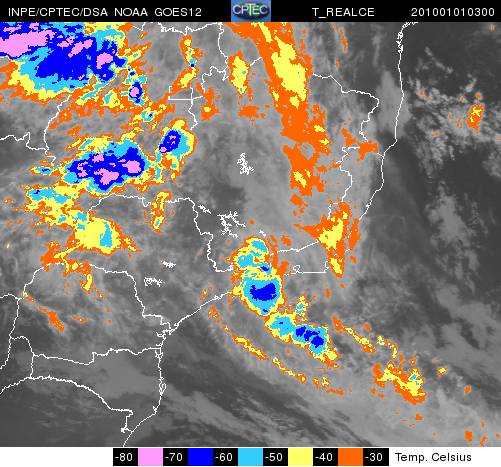 INPE/CPTEC/DSA NOAA GOES12 CPTEC T_REALCE 201001010300
-80 -70 -60 -50 -40 -30 Temp. Celsius